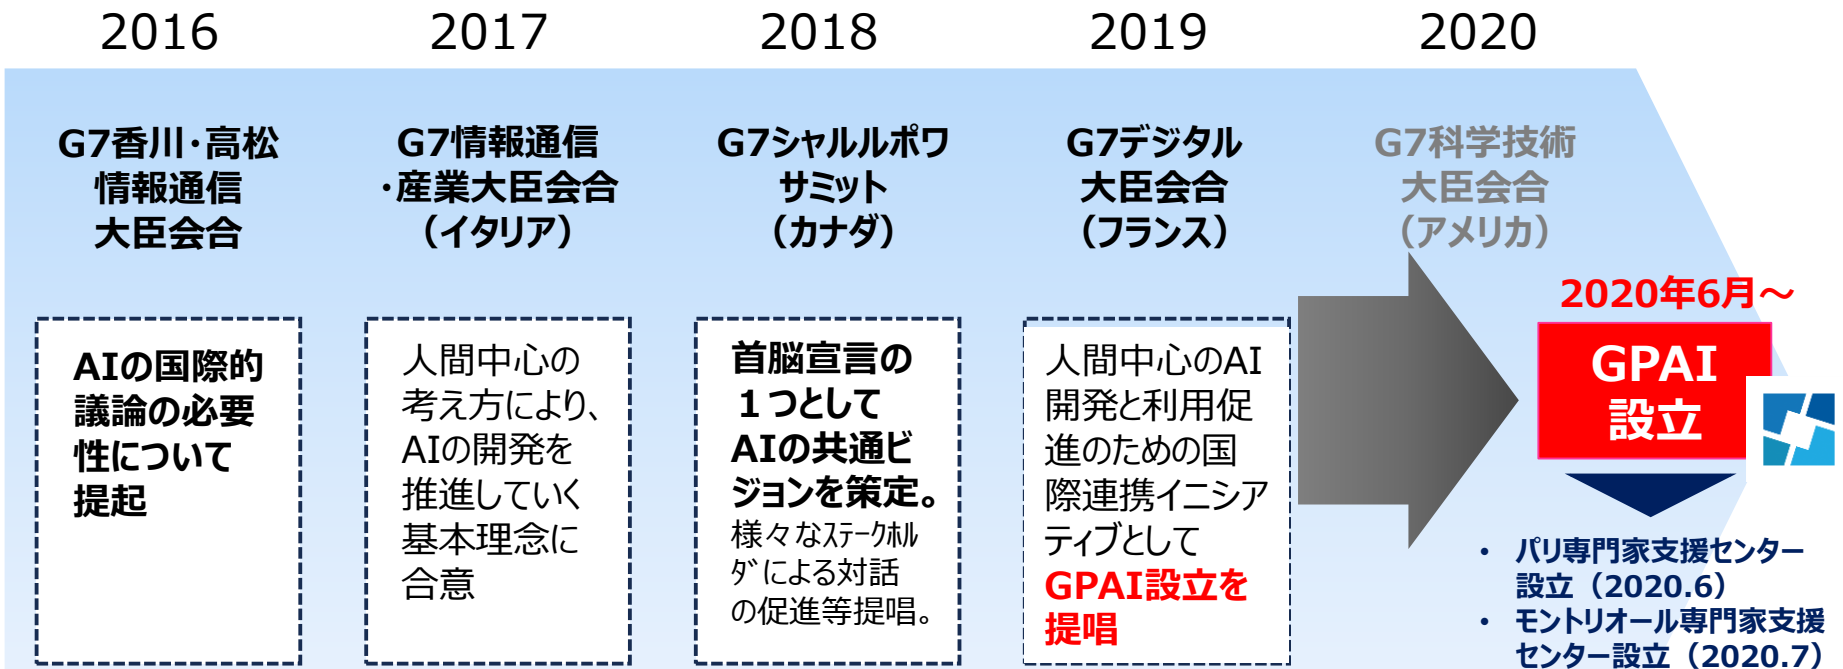 2016
2017
2018
2019
2020
G7香川・高松
情報通信
大臣会合
G7情報通信
・産業大臣会合
（イタリア）
G7シャルルボワ
サミット
（カナダ）
G7デジタル
大臣会合
（フランス）
G7科学技術
大臣会合
（アメリカ）
AIの国際的
議論の必要
性について
提起
人間中心の
考え方により、
AIの開発を
推進していく
基本理念に
合意
首脳宣言の
１つとして
AIの共通ビ
ジョンを策定。
様々なｽﾃｰｸﾎﾙ
ﾀﾞによる対話
の促進等提唱。
人間中心のAI
開発と利用促
進のための国
際連携イニシア
ティブとして
GPAI設立を
提唱
2020年6月～
GPAI
設立
• パリ専門家支援センター
設立（2020.6）
• モントリオール専門家支援
センター設立（2020.7）